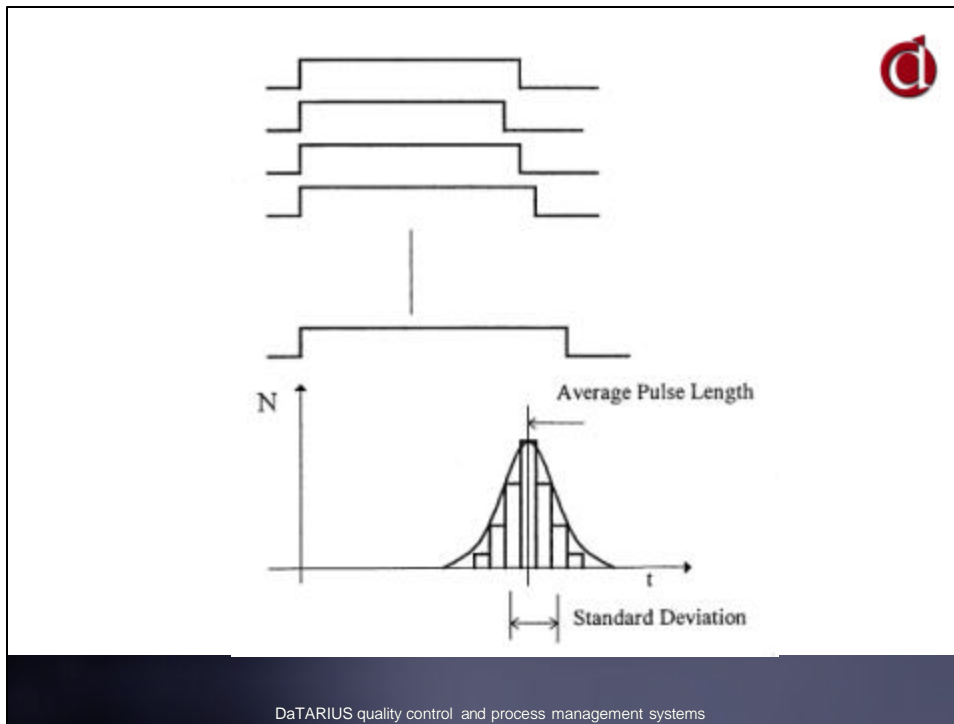 N
Average Pulse Length
t
Standard Deviation
DaTARIUS quality control and process management systems